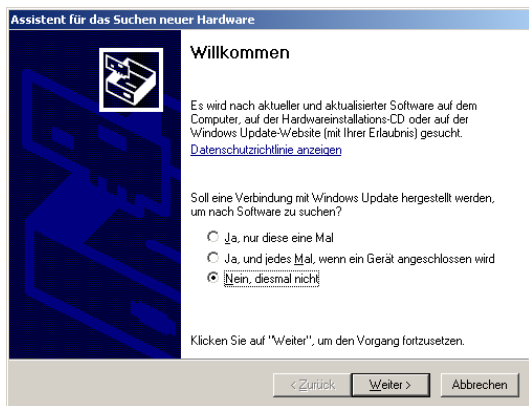 Assistent für das Suchen neuer Hardware
Willkommen
Es wird nach aktueller und aktualisierter Software auf dem
Computer, auf der Hardwareinstallations-CD oder auf der
Windows Update-Website (mit Ihrer Erlaubnis) gesucht.
Datenschutzrichtlinie anzeigen
Soll eine Verbindung mit Windows Update hergestellt werden,
um nach Software zu suchen?
Ja, nur diese eine Mal
Ja, und jedes Mal, wenn ein Gerät angeschlossen wird
Nein, diesmal nicht
Klicken Sie auf "Weiter", um den Vorgang fortzusetzen.
< Zurück Weiter > Abbrechen